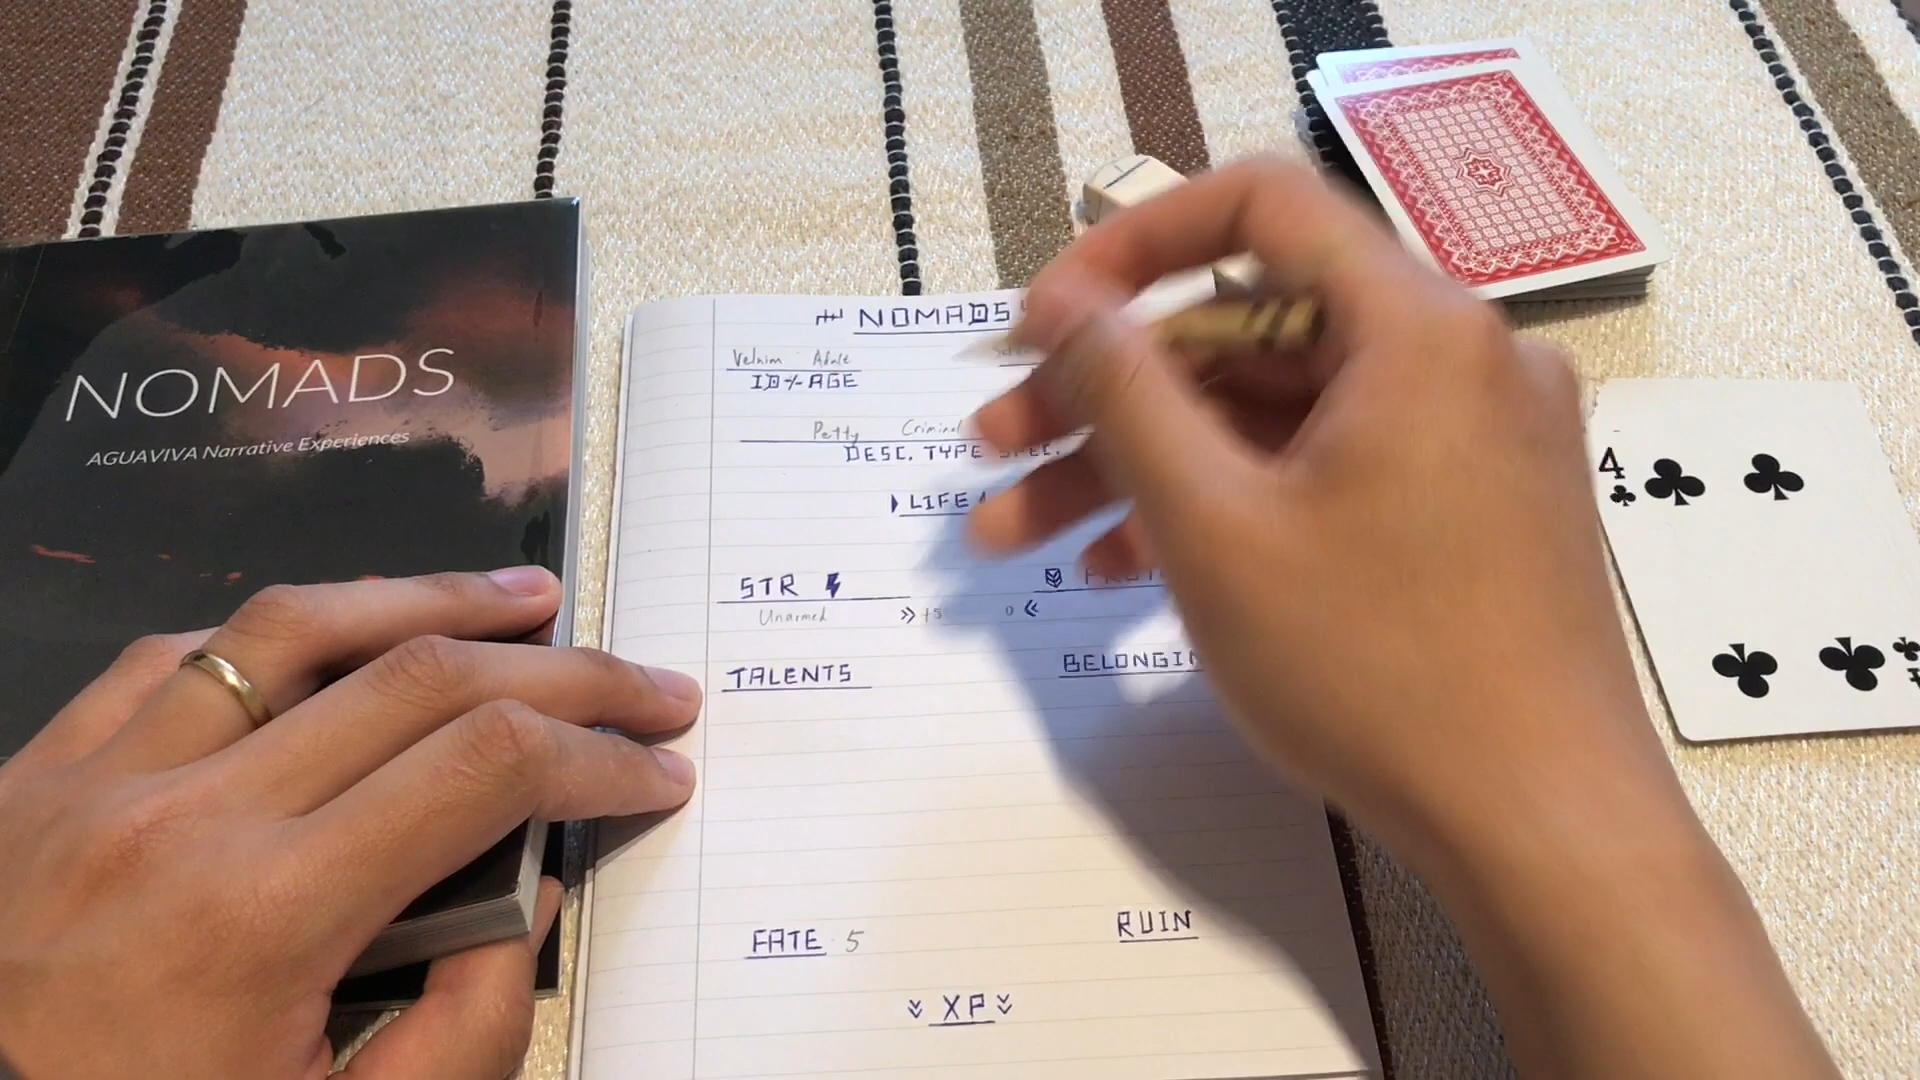 NOMADS
AGUAVIVA Narrative Experiences
NOMADS
Velnim Adult
ID / AGE
Petty Criminal
DESC. TYPE SPEC.
LIFE
STR
Unarmed +5 0
TALENTS
FATE 5
RUIN
XP
4